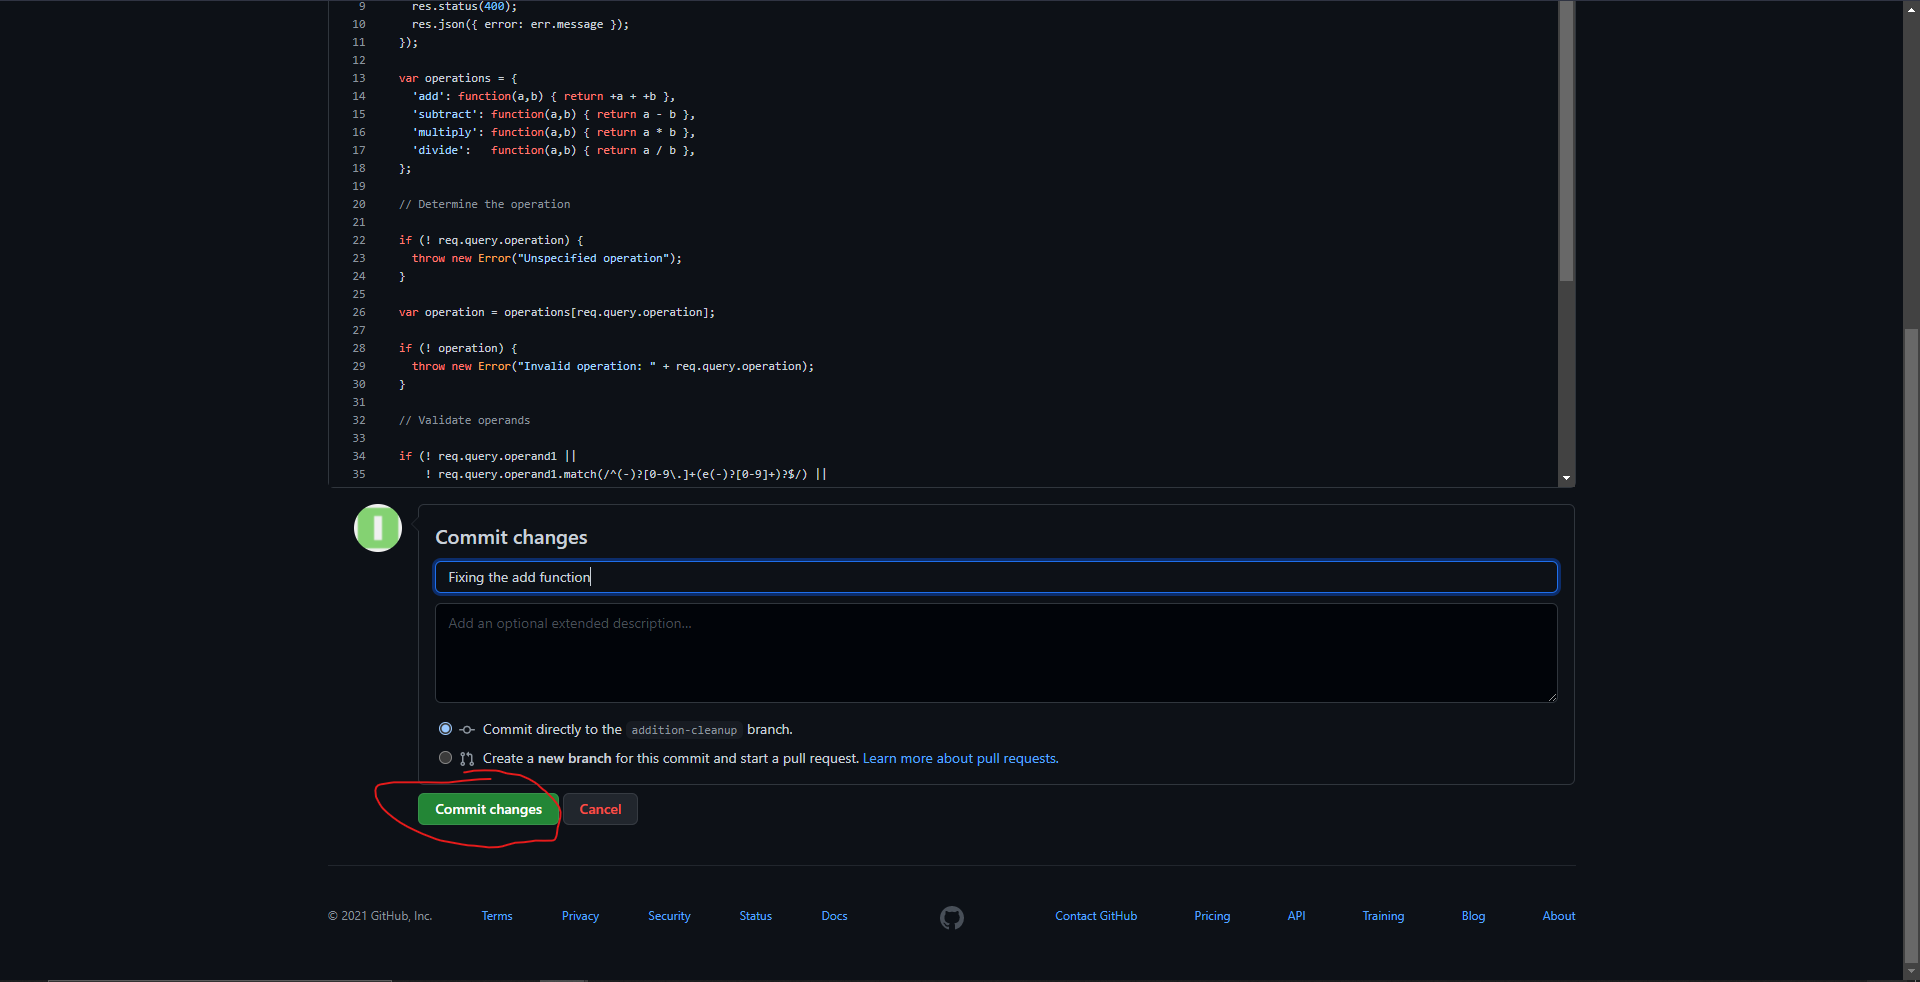 9 res.status(400);
10 res.json({ error: err.message });
11 });
12
13 var operations = {
14 'add': function(a,b) { return +a + +b },
15 'subtract': function(a,b) { return a - b },
16 'multiply': function(a,b) { return a * b },
17 'divide':   function(a,b) { return a / b },
18 };
19
20 // Determine the operation
21
22 if (! req.query.operation) {
23 throw new Error("Unspecified operation");
24 }
25
26 var operation = operations[req.query.operation];
27
28 if (! operation) {
29 throw new Error("Invalid operation: " + req.query.operation);
30 }
31
32 // Validate operands
33
34 if (! req.query.operand1 ||
35 ! req.query.operand1.match(/^(-)?[0-9\.]+(e(-)?[0-9]+)?$/) ||
Commit changes
Fixing the add function
Add an optional extended description...
Commit directly to the addition-cleanup branch.
Create a new branch for this commit and start a pull request. Learn more about pull requests.
Commit changes Cancel
© 2021 GitHub, Inc. Terms Privacy Security Status Docs Contact GitHub Pricing API Training Blog About